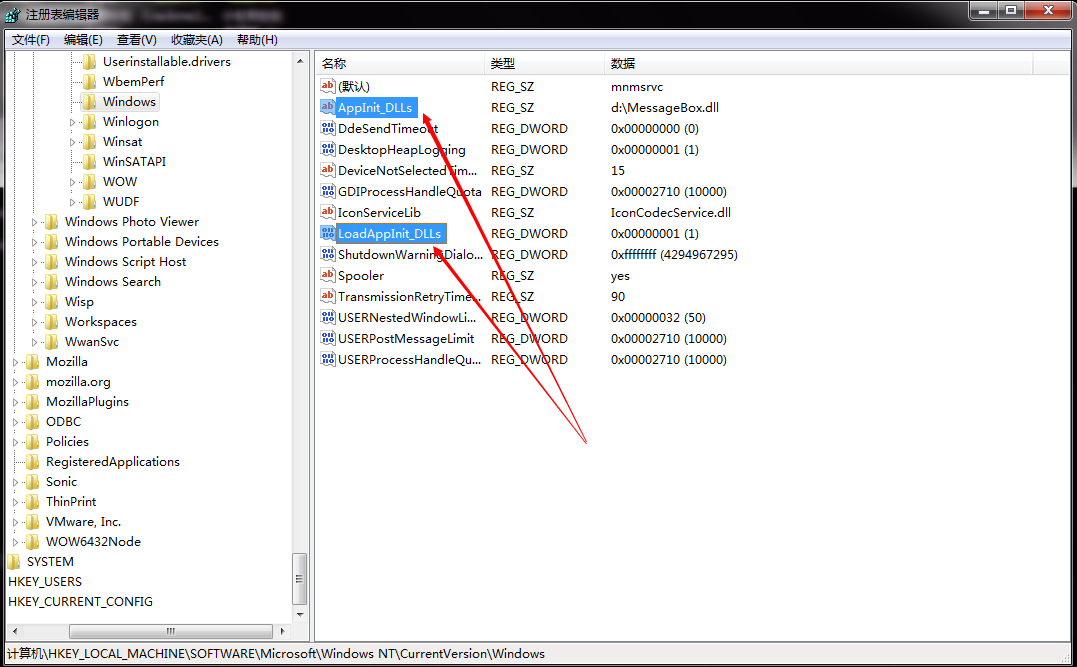 注册表编辑器
文件(F) 编辑(E) 查看(V) 收藏夹(A) 帮助(H)
Userinstallable.drivers
WbemPerf
Windows
Winlogon
Winsat
WinSATAPI
WOW
WUDF
Windows Photo Viewer
Windows Portable Devices
Windows Script Host
Windows Search
Wisp
Workspaces
WwanSvc
Mozilla
mozilla.org
MozillaPlugins
ODBC
Policies
RegisteredApplications
Sonic
ThinPrint
VMware, Inc.
WOW6432Node
SYSTEM
HKEY_USERS
HKEY_CURRENT_CONFIG
名称 类型 数据
(默认) REG_SZ mnmsrvc
AppInit_DLLs REG_SZ d:\MessageBox.dll
DdeSendTimeout REG_DWORD 0x00000000 (0)
DesktopHeapLogging REG_DWORD 0x00000001 (1)
DeviceNotSelectedTim... REG_SZ 15
GDIProcessHandleQuota REG_DWORD 0x00002710 (10000)
IconServiceLib REG_SZ IconCodecService.dll
LoadAppInit_DLLs REG_DWORD 0x00000001 (1)
ShutdownWarningDialo... REG_DWORD 0xffffffff (4294967295)
Spooler REG_SZ yes
TransmissionRetryTime... REG_SZ 90
USERNestedWindowLi... REG_DWORD 0x00000032 (50)
USERPostMessageLimit REG_DWORD 0x00002710 (10000)
USERProcessHandleQu... REG_DWORD 0x00002710 (10000)
计算机\HKEY_LOCAL_MACHINE\SOFTWARE\Microsoft\Windows NT\CurrentVersion\Windows